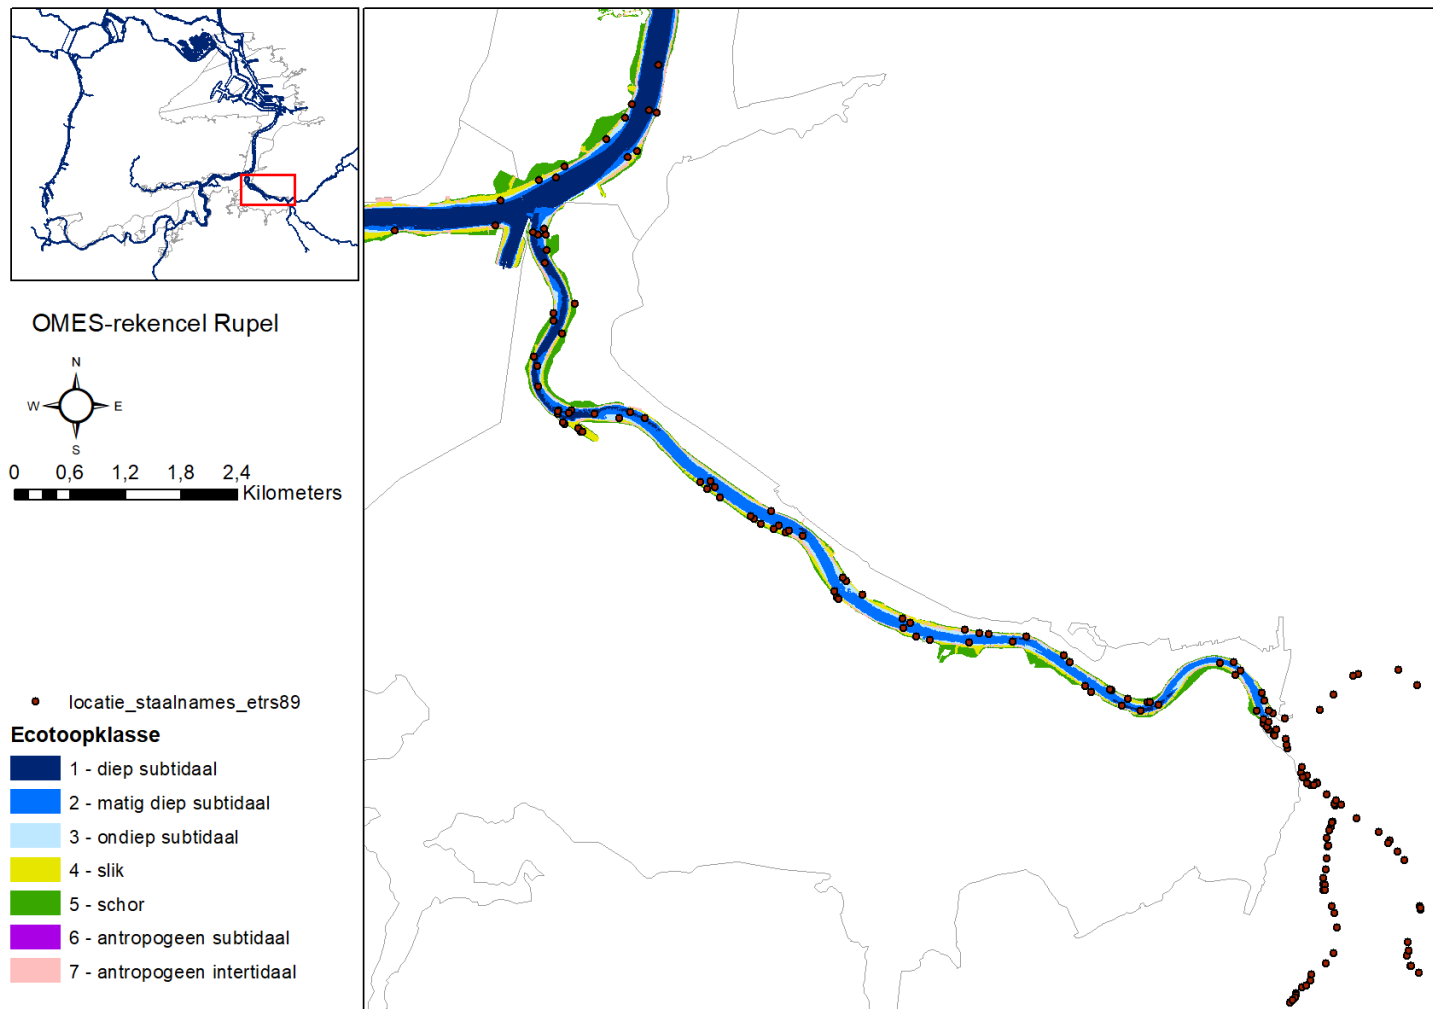 OMES-rekencel Rupel
N
W E
S
0 0,6 1,2 1,8 2,4
Kilometers
locatie_staalnames_etrs89
Ecotoopklasse
1 - diep subtidaal
2 - matig diep subtidaal
3 - ondiep subtidaal
4 - slik
5 - schor
6 - antropogeen subtidaal
7 - antropogeen intertidaal